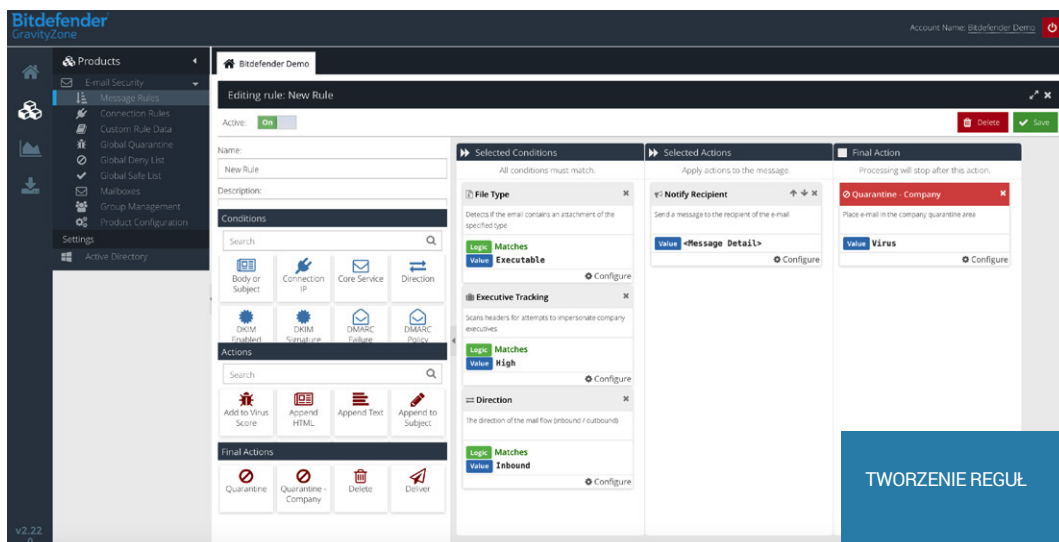 Bitdefender
GravityZone
Account Name: Bitdefender Demo
Products
E-mail Security
Message Rules
Connection Rules
Custom Rule Data
Global Quarantine
Global Deny List
Global Safe List
Mailboxes
Group Management
Product Configuration
Settings
Active Directory
v2.22
Bitdefender Demo
Editing rule: New Rule
Active: On
Delete
Save
Name:
New Rule
Description:
Conditions
Search
Body or Subject
Connection IP
Core Service
Direction
DKIM Enabled
DKIM Signature
DMARC Failure
DMARC Policy
Actions
Search
Add to Virus Score
Append HTML
Append Text
Append to Subject
Final Actions
Quarantine
Quarantine - Company
Delete
Deliver
Selected Conditions
All conditions must match.
File Type
Detects if the email contains an attachment of the specified type
Logic Matches
Value Executable
Configure
Executive Tracking
Scans headers for attempts to impersonate company executives
Logic Matches
Value High
Configure
Direction
The direction of the mail flow (inbound / outbound)
Logic Matches
Value Inbound
Configure
Selected Actions
Apply actions to the message.
Notify Recipient
Send a message to the recipient of the e-mail
Value <Message Detail>
Configure
Final Action
Processing will stop after this action.
Quarantine - Company
Place e-mail in the company quarantine area
Value Virus
Configure
TWORZENIE REGUŁ